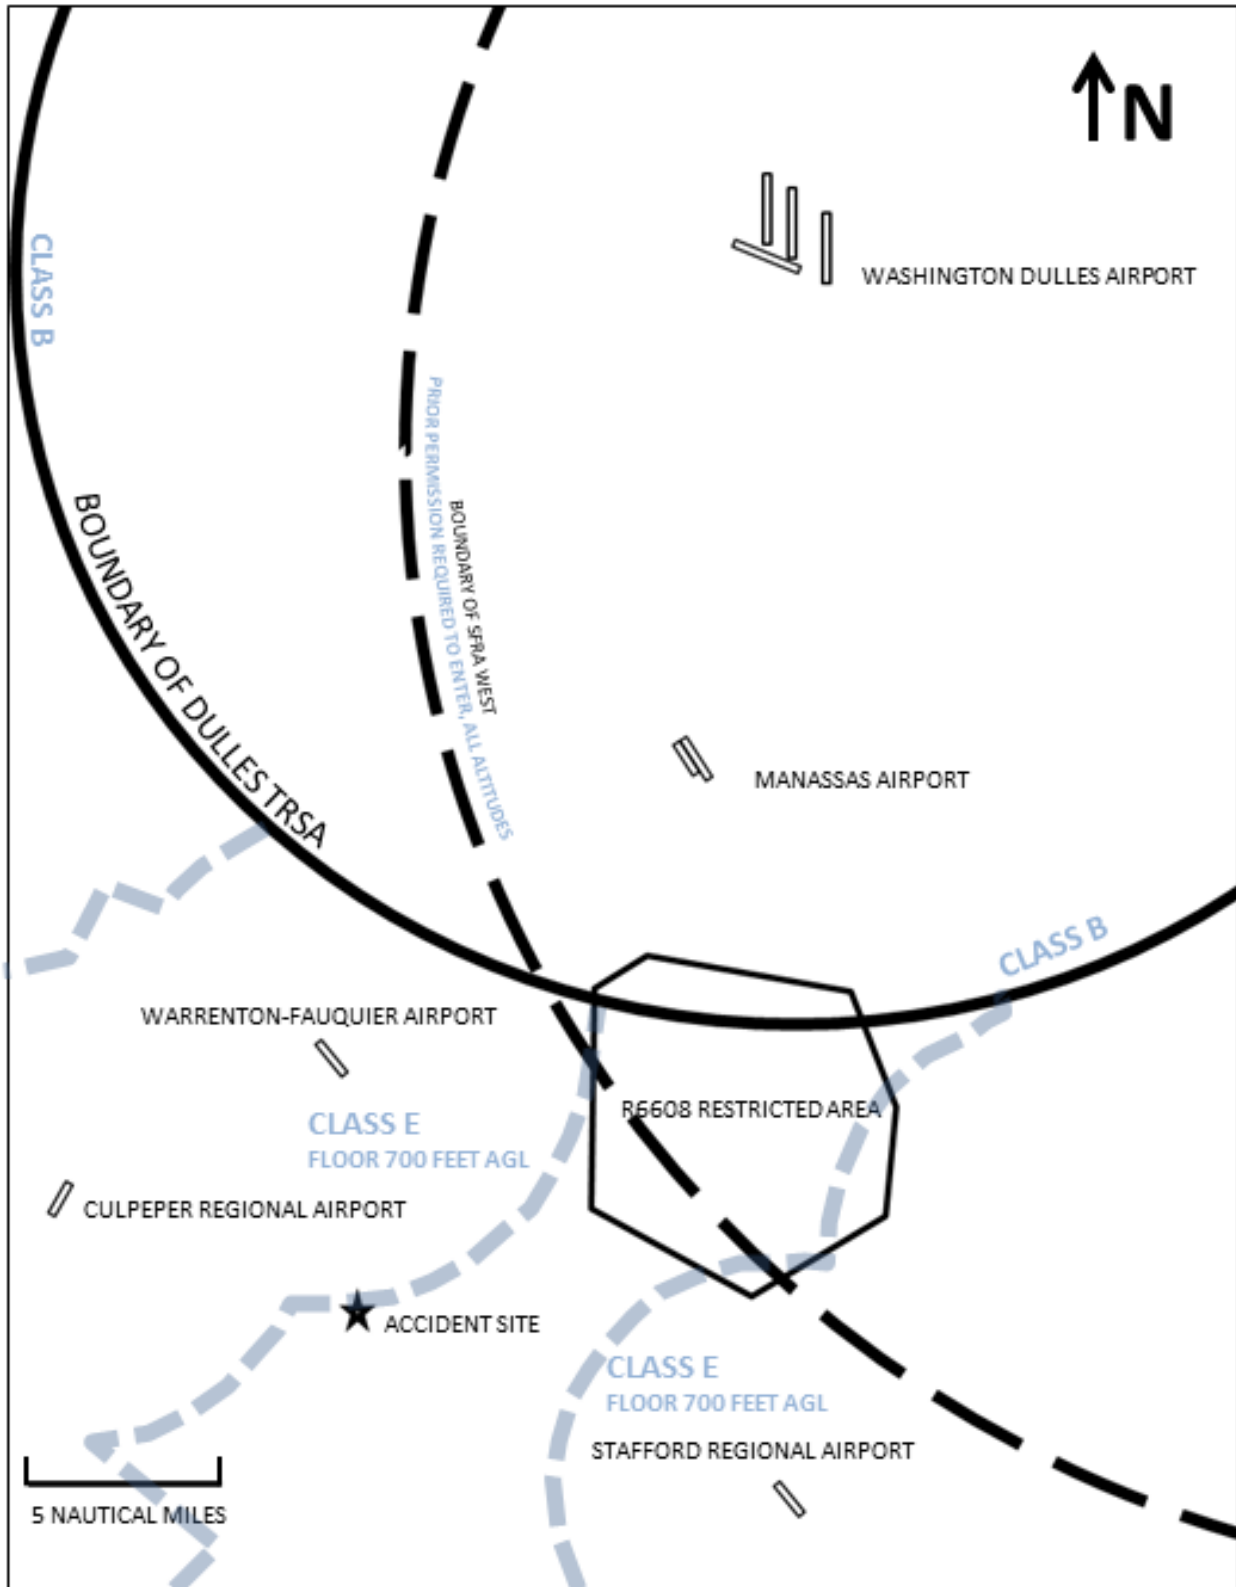 N
WASHINGTON DULLES AIRPORT
CLASS B
PRIOR PERMISSION REQUIRED TO ENTER, ALL ALTITUDES
BOUNDARY OF SFRA WEST
BOUNDARY OF DULLES TRSA
MANASSAS AIRPORT
CLASS B
WARRENTON-FAUQUIER AIRPORT
R6608 RESTRICTED AREA
CLASS E
FLOOR 700 FEET AGL
CULPEPER REGIONAL AIRPORT
ACCIDENT SITE
CLASS E
FLOOR 700 FEET AGL
STAFFORD REGIONAL AIRPORT
5 NAUTICAL MILES